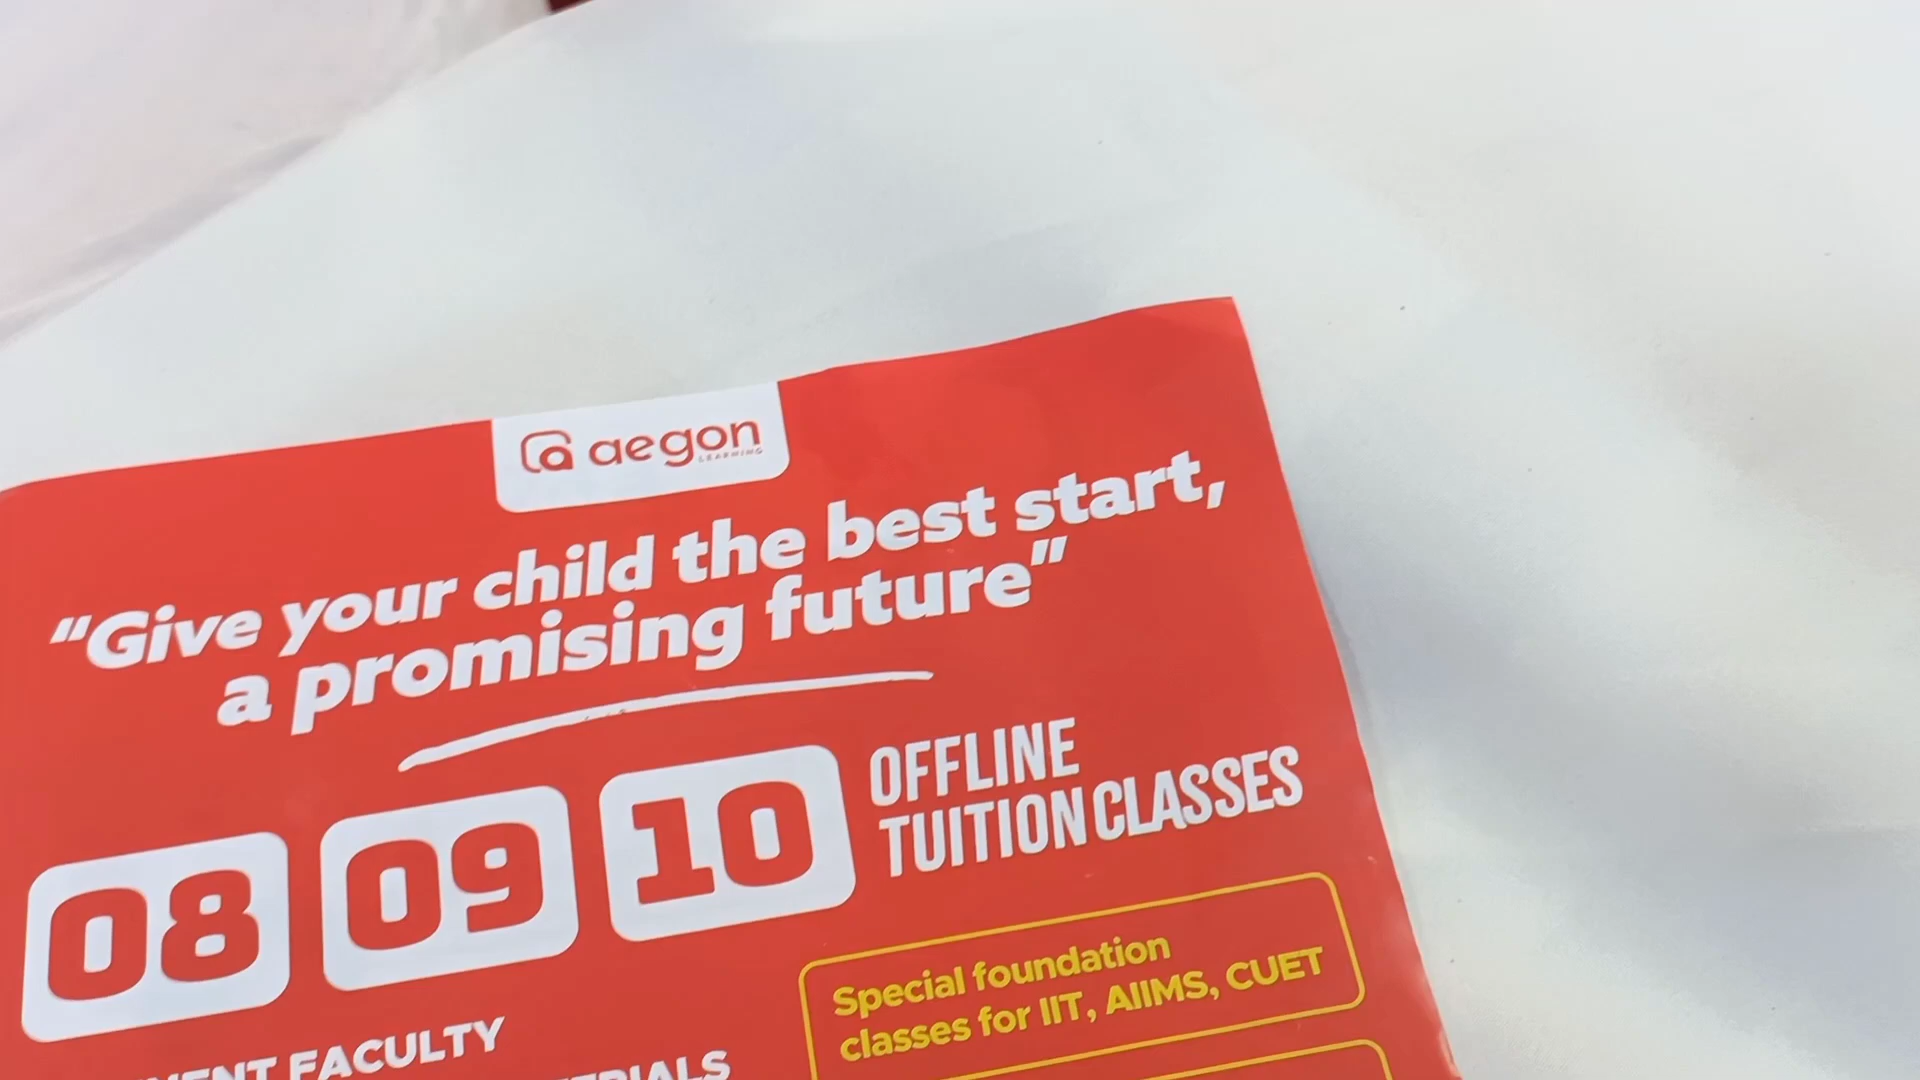 aegon
LEARNING
"Give your child the best start,
a promising future"
08 09 10 OFFLINE
TUITION CLASSES
Special foundation
classes for IIT, AIIMS, CUET
FACULTY